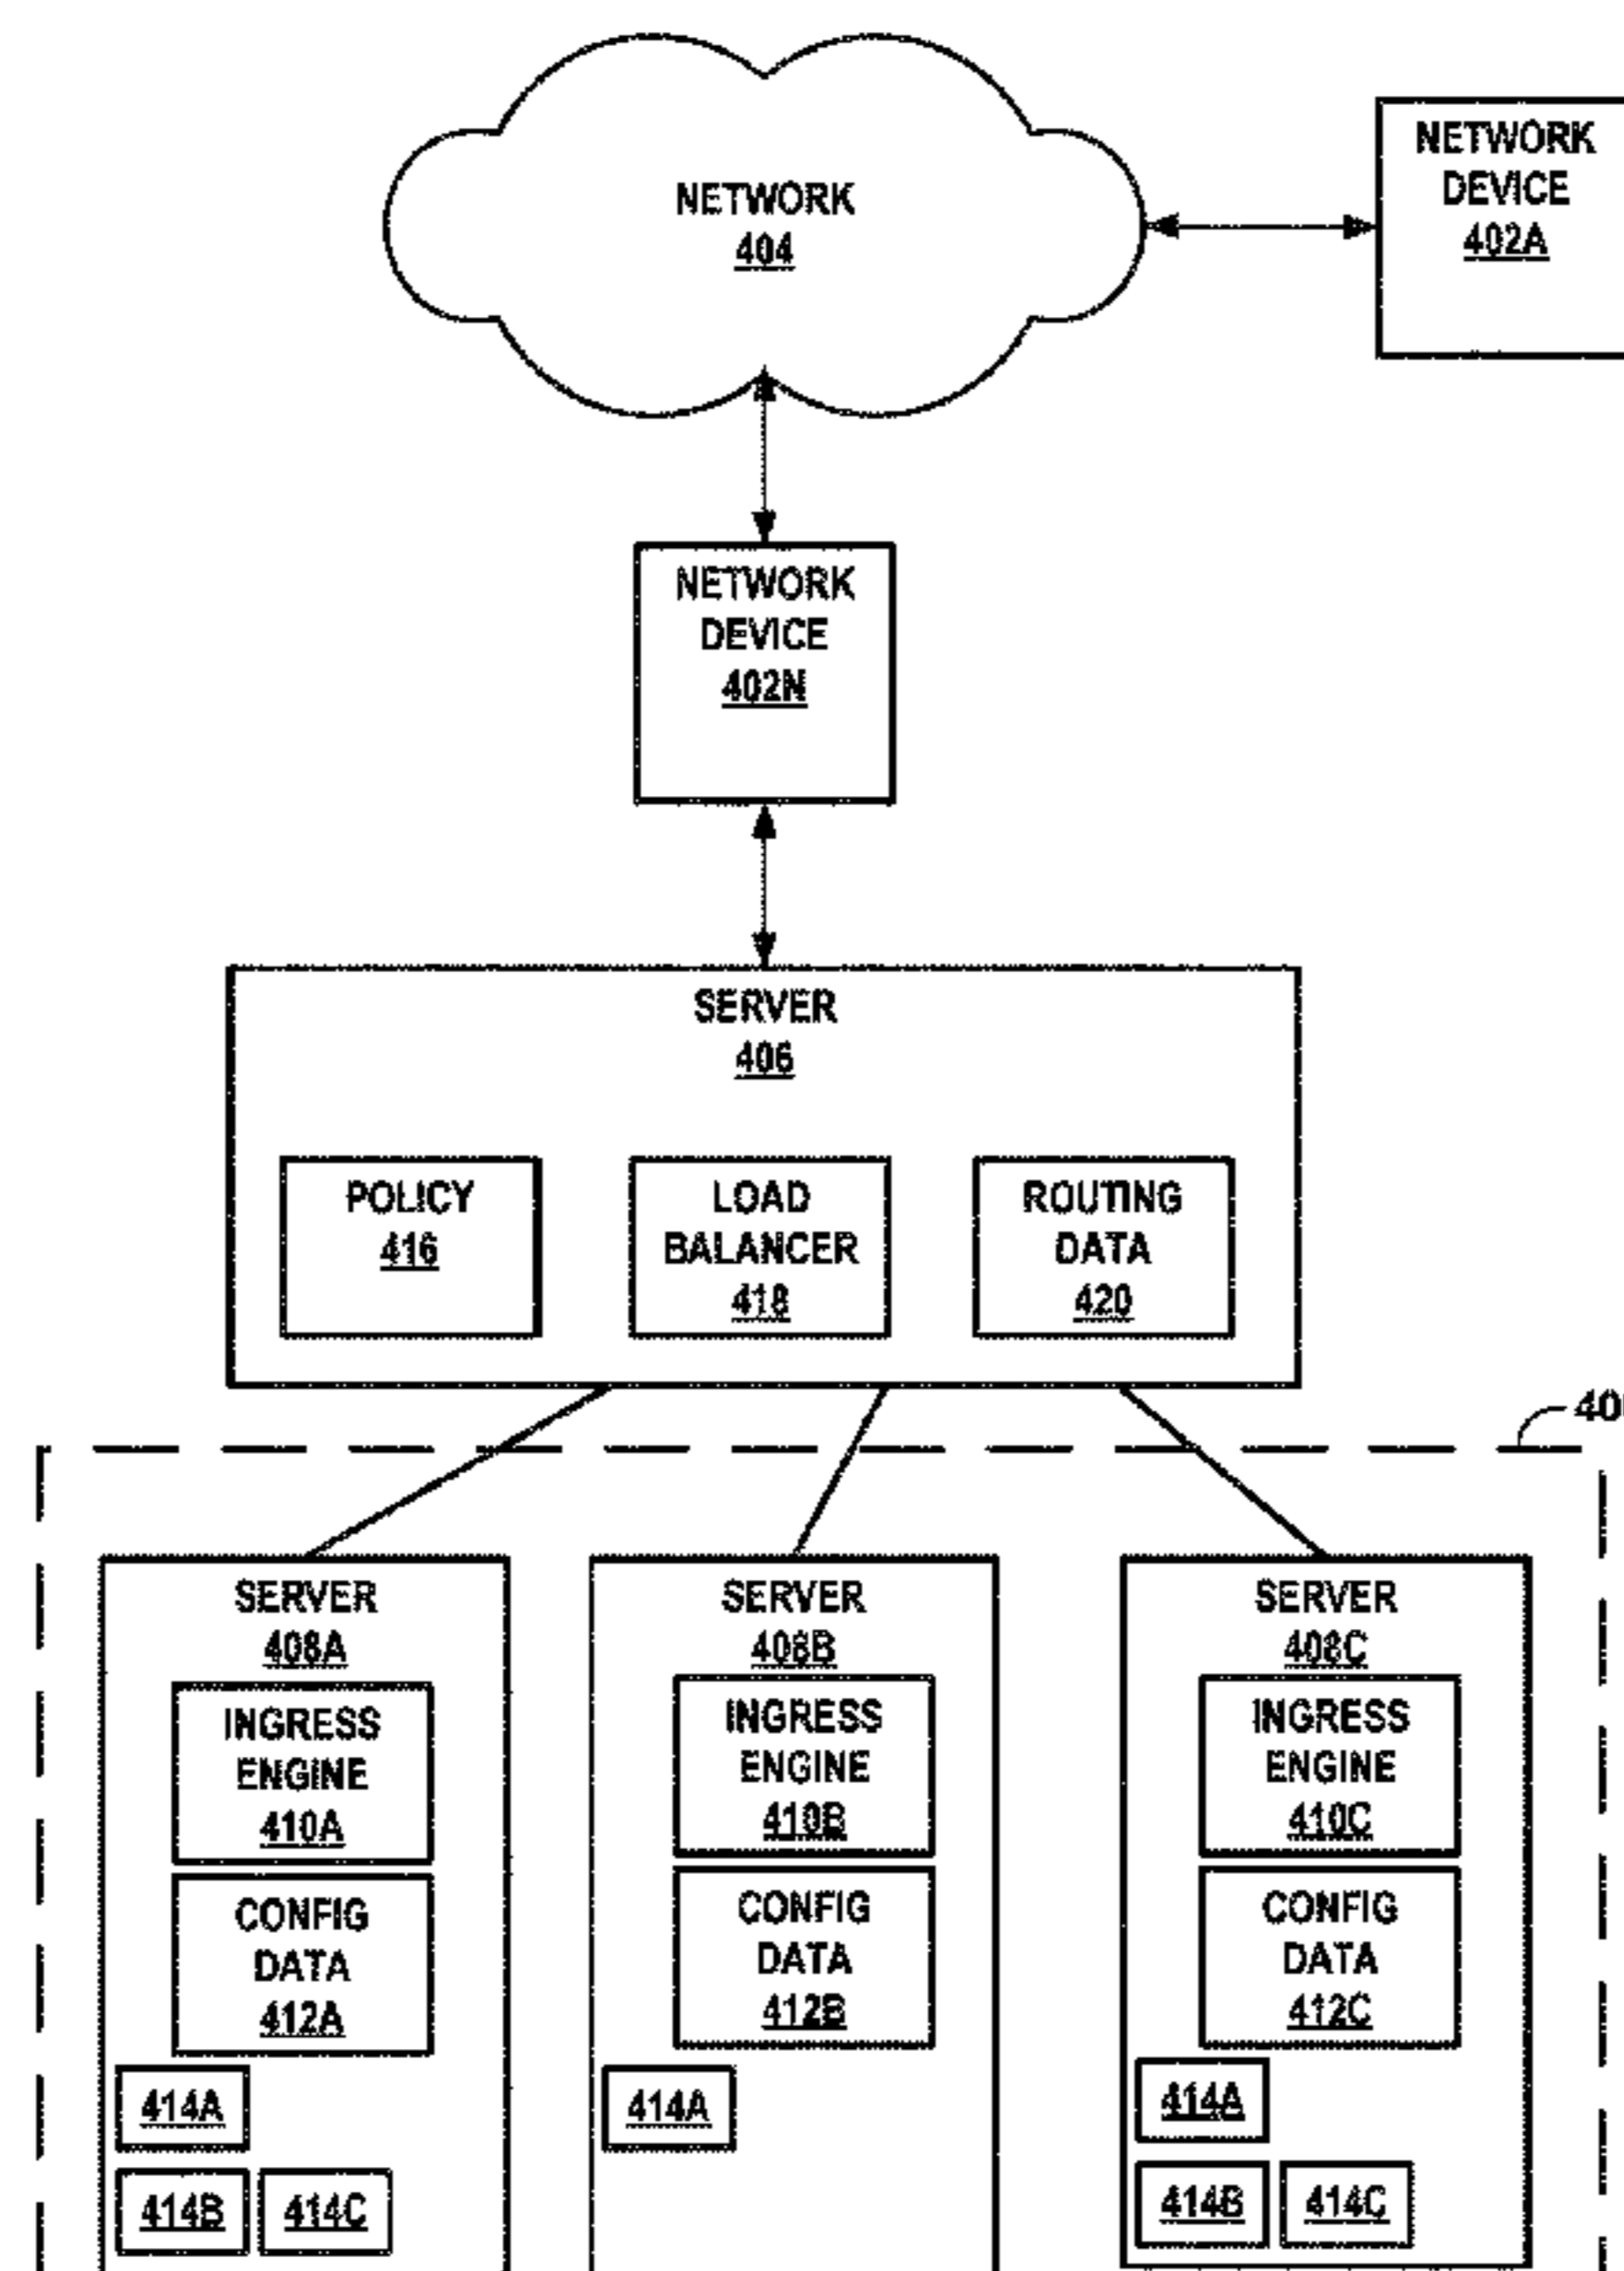 NETWORK
404
NETWORK
DEVICE
402A
NETWORK
DEVICE
402N
SERVER
406
POLICY
416
LOAD
BALANCER
418
ROUTING
DATA
420
SERVER
408A
INGRESS
ENGINE
410A
CONFIG
DATA
412A
414A
414B
414C
SERVER
408B
INGRESS
ENGINE
410B
CONFIG
DATA
412B
414A
SERVER
408C
INGRESS
ENGINE
410C
CONFIG
DATA
412C
414A
414B
414C